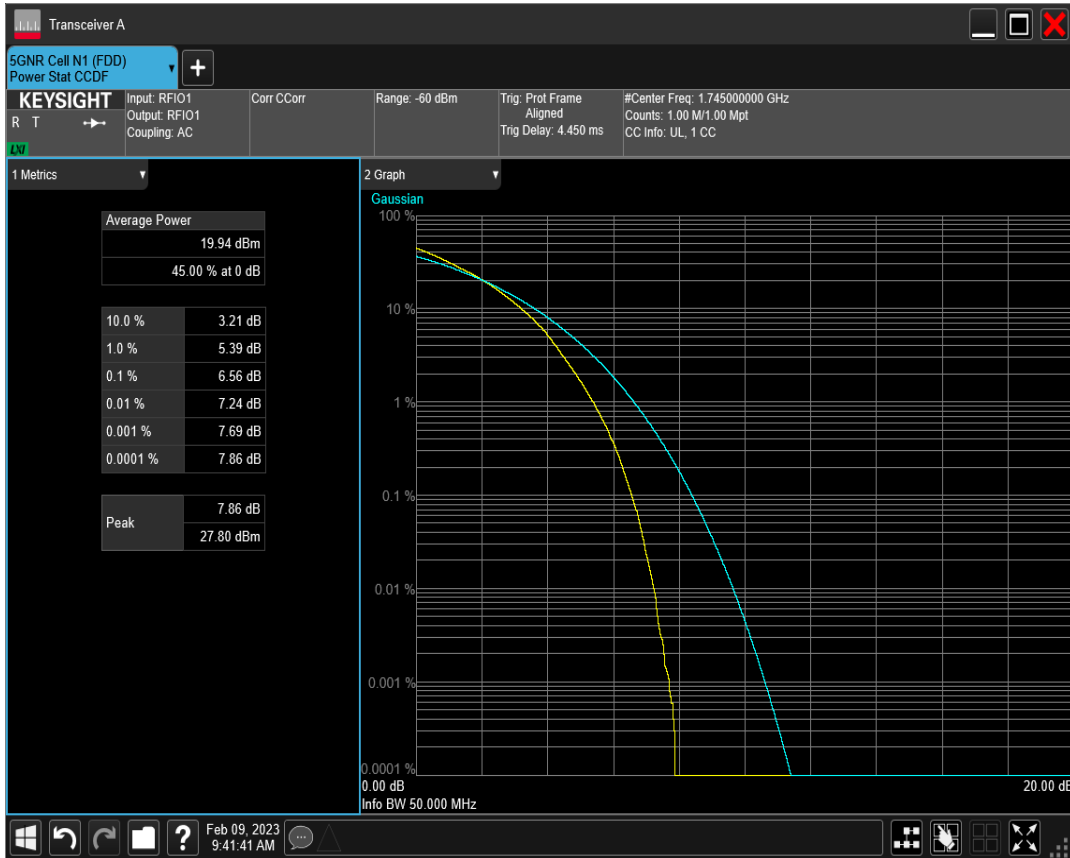 Transceiver A
5GNR Cell N1 (FDD)
Power Stat CCDF
+
KEYSIGHT
R T
LXI
Input: RFIO1
Output: RFIO1
Coupling: AC
Corr CCorr
Range: -60 dBm
Trig: Prot Frame
Aligned
Trig Delay: 4.450 ms
#Center Freq: 1.745000000 GHz
Counts: 1.00 M/1.00 Mpt
CC Info: UL, 1 CC
1 Metrics
Average Power
19.94 dBm
45.00 % at 0 dB
10.0 % 3.21 dB
1.0 % 5.39 dB
0.1 % 6.56 dB
0.01 % 7.24 dB
0.001 % 7.69 dB
0.0001 % 7.86 dB
Peak 7.86 dB
27.80 dBm
2 Graph
Gaussian
100 %
10 %
1 %
0.1 %
0.01 %
0.001 %
0.0001 %
0.00 dB 20.00 dB
Info BW 50.000 MHz
?
Feb 09, 2023
9:41:41 AM